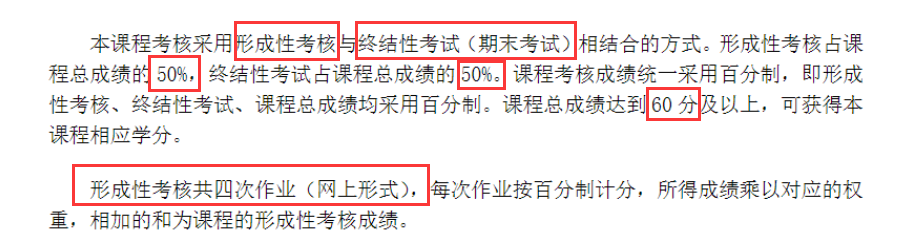 本课程考核采用形成性考核与终结性考试（期末考试）相结合的方式。形成性考核占课
程总成绩的 50%，终结性考试占课程总成绩的 50%。课程考核成绩统一采用百分制，即形成
性考核、终结性考试、课程总成绩均采用百分制。课程总成绩达到 60 分及以上，可获得本
课程相应学分。
形成性考核共四次作业（网上形式），每次作业按百分制计分，所得成绩乘以对应的权
重，相加的和为课程的形成性考核成绩。